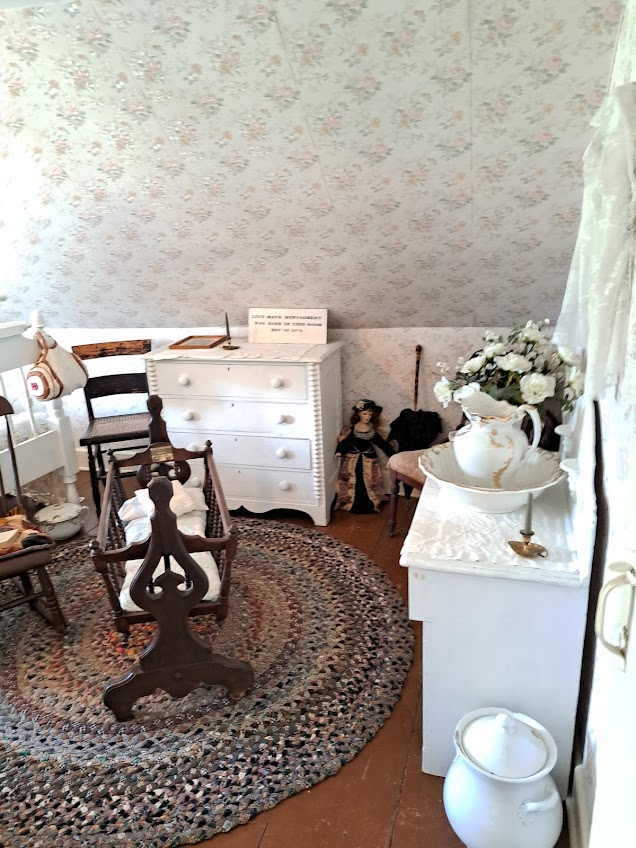 LUCY MAUD MONTGOMERY
WAS BORN IN THIS ROOM
NOV 30 1874